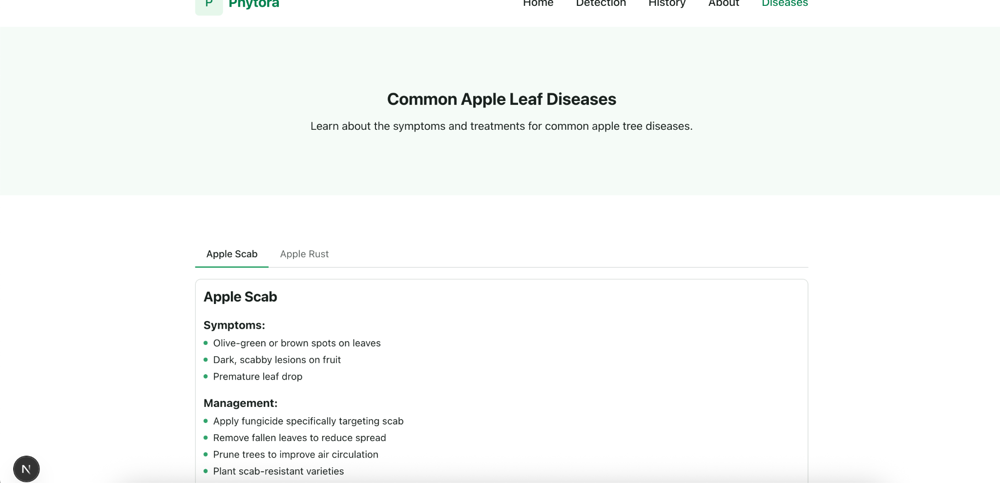 P Phytora Home Detection History About Diseases
Common Apple Leaf Diseases
Learn about the symptoms and treatments for common apple tree diseases.
Apple Scab Apple Rust
Apple Scab
Symptoms:
Olive-green or brown spots on leaves
Dark, scabby lesions on fruit
Premature leaf drop
Management:
Apply fungicide specifically targeting scab
Remove fallen leaves to reduce spread
Prune trees to improve air circulation
Plant scab-resistant varieties
N